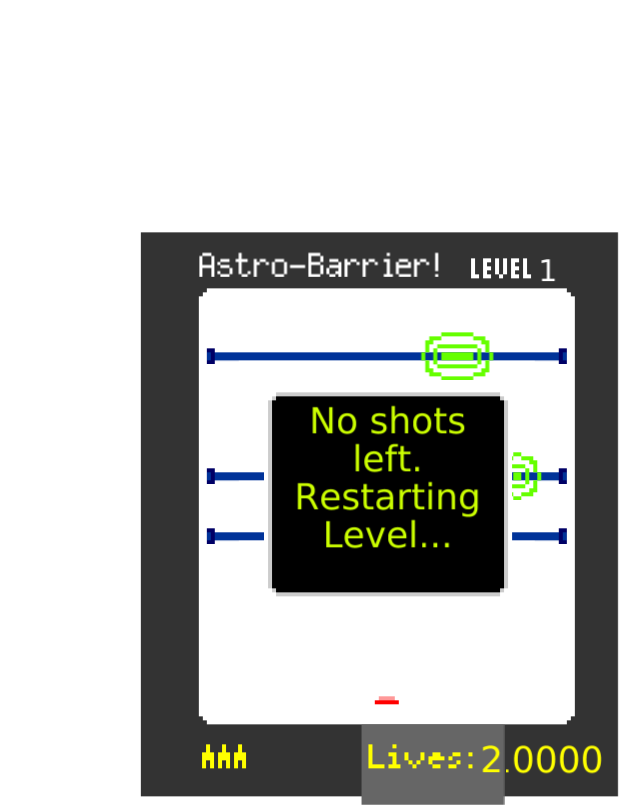 Astro-Barrier! LEVEL 1
No shots
left.
Restarting
Level...
Lives:2.0000